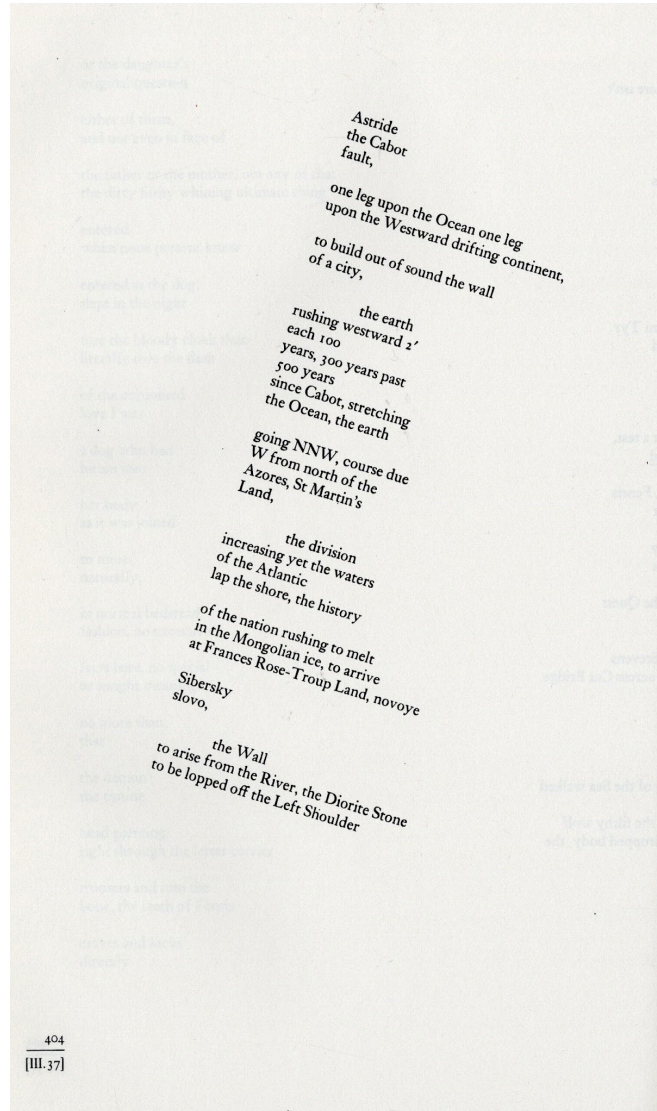 Astride
the Cabot
fault,
one leg upon the Ocean one leg
upon the Westward drifting continent,
to build out of sound the wall
of a city,
the earth
rushing westward 2'
each 100
years, 300 years past
500 years
since Cabot, stretching
the Ocean, the earth
going NNW, course due
W from north of the
Azores, St Martin's
Land,
the division
increasing yet the waters
of the Atlantic
lap the shore, the history
of the nation rushing to melt
in the Mongolian ice, to arrive
at Frances Rose-Troup Land, novoye
Sibersky
slovo,
the Wall
to arise from the River, the Diorite Stone
to be lopped off the Left Shoulder
404
[III.37]